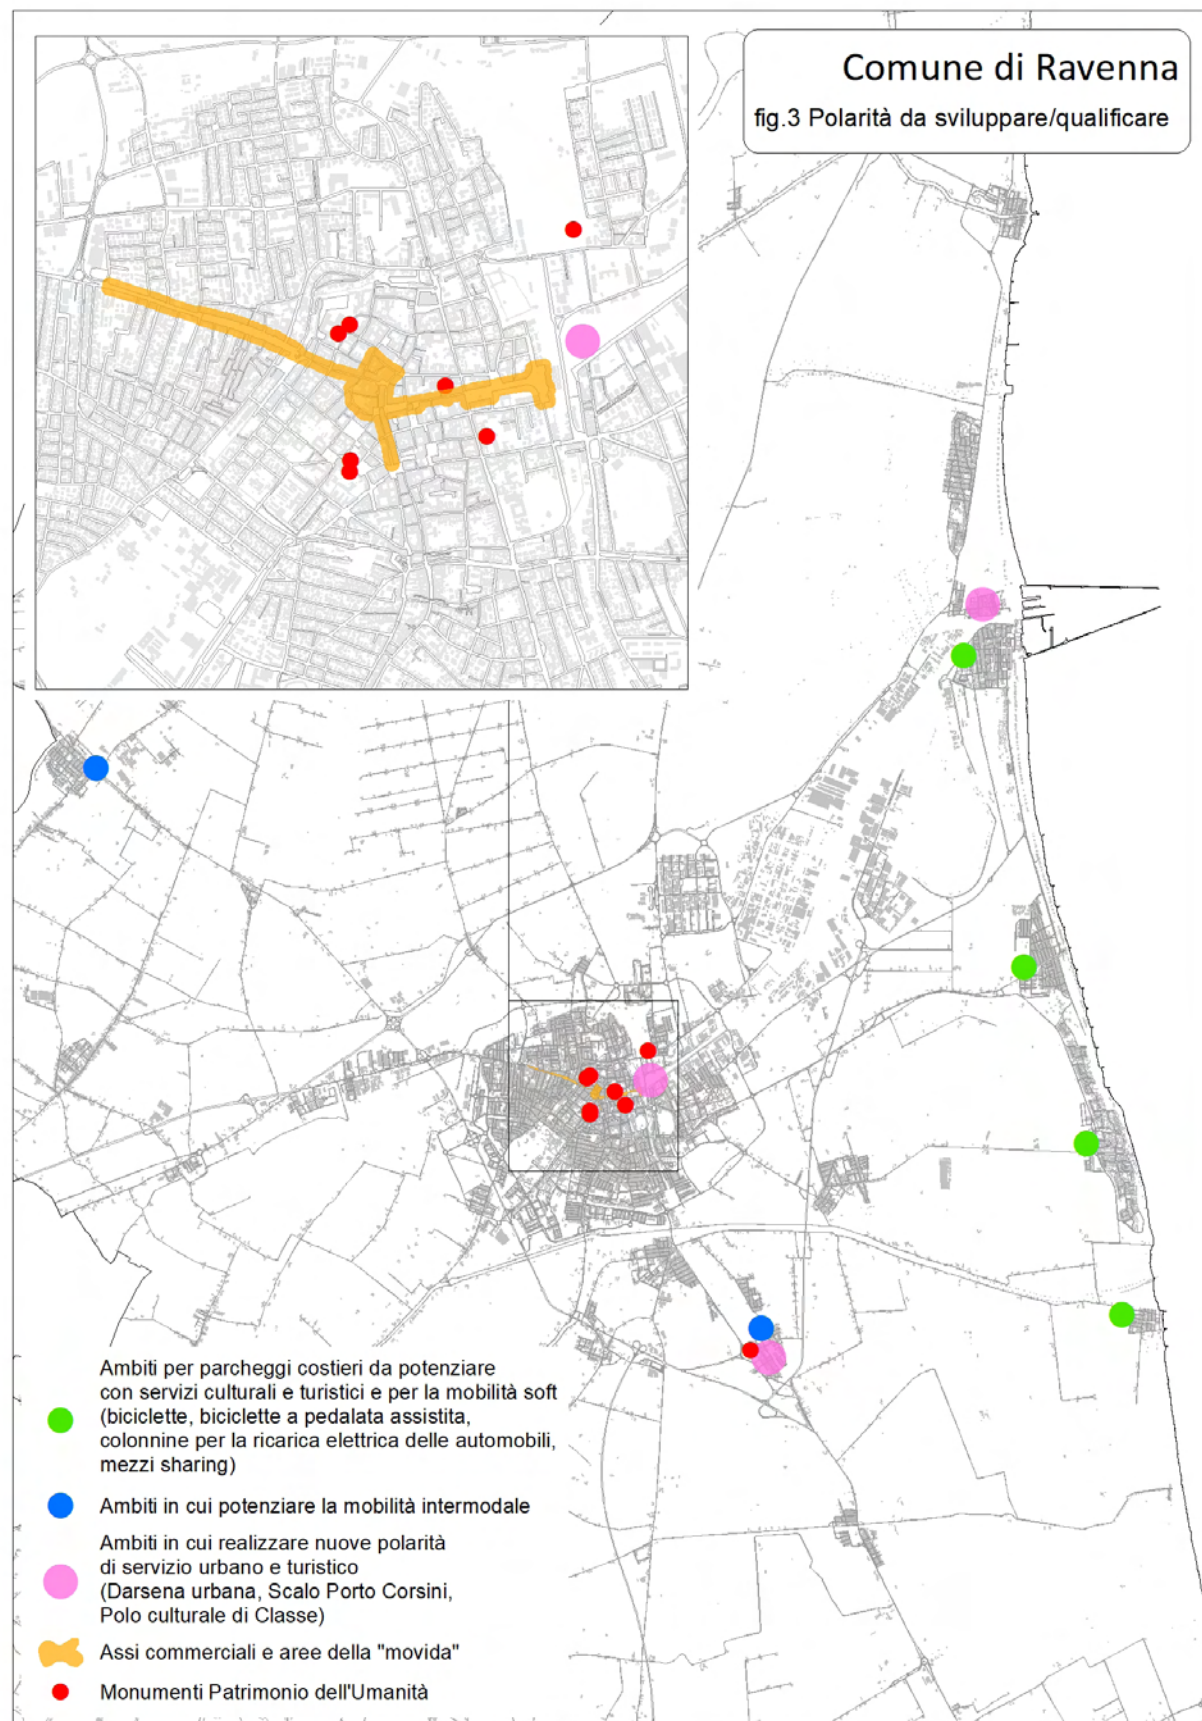 Comune di Ravenna
fig.3 Polarità da sviluppare/qualificare
Ambiti per parcheggi costieri da potenziare
con servizi culturali e turistici e per la mobilità soft
(biciclette, biciclette a pedalata assistita,
colonnine per la ricarica elettrica delle automobili,
mezzi sharing)
Ambiti in cui potenziare la mobilità intermodale
Ambiti in cui realizzare nuove polarità
di servizio urbano e turistico
(Darsena urbana, Scalo Porto Corsini,
Polo culturale di Classe)
Assi commerciali e aree della "movida"
Monumenti Patrimonio dell'Umanità